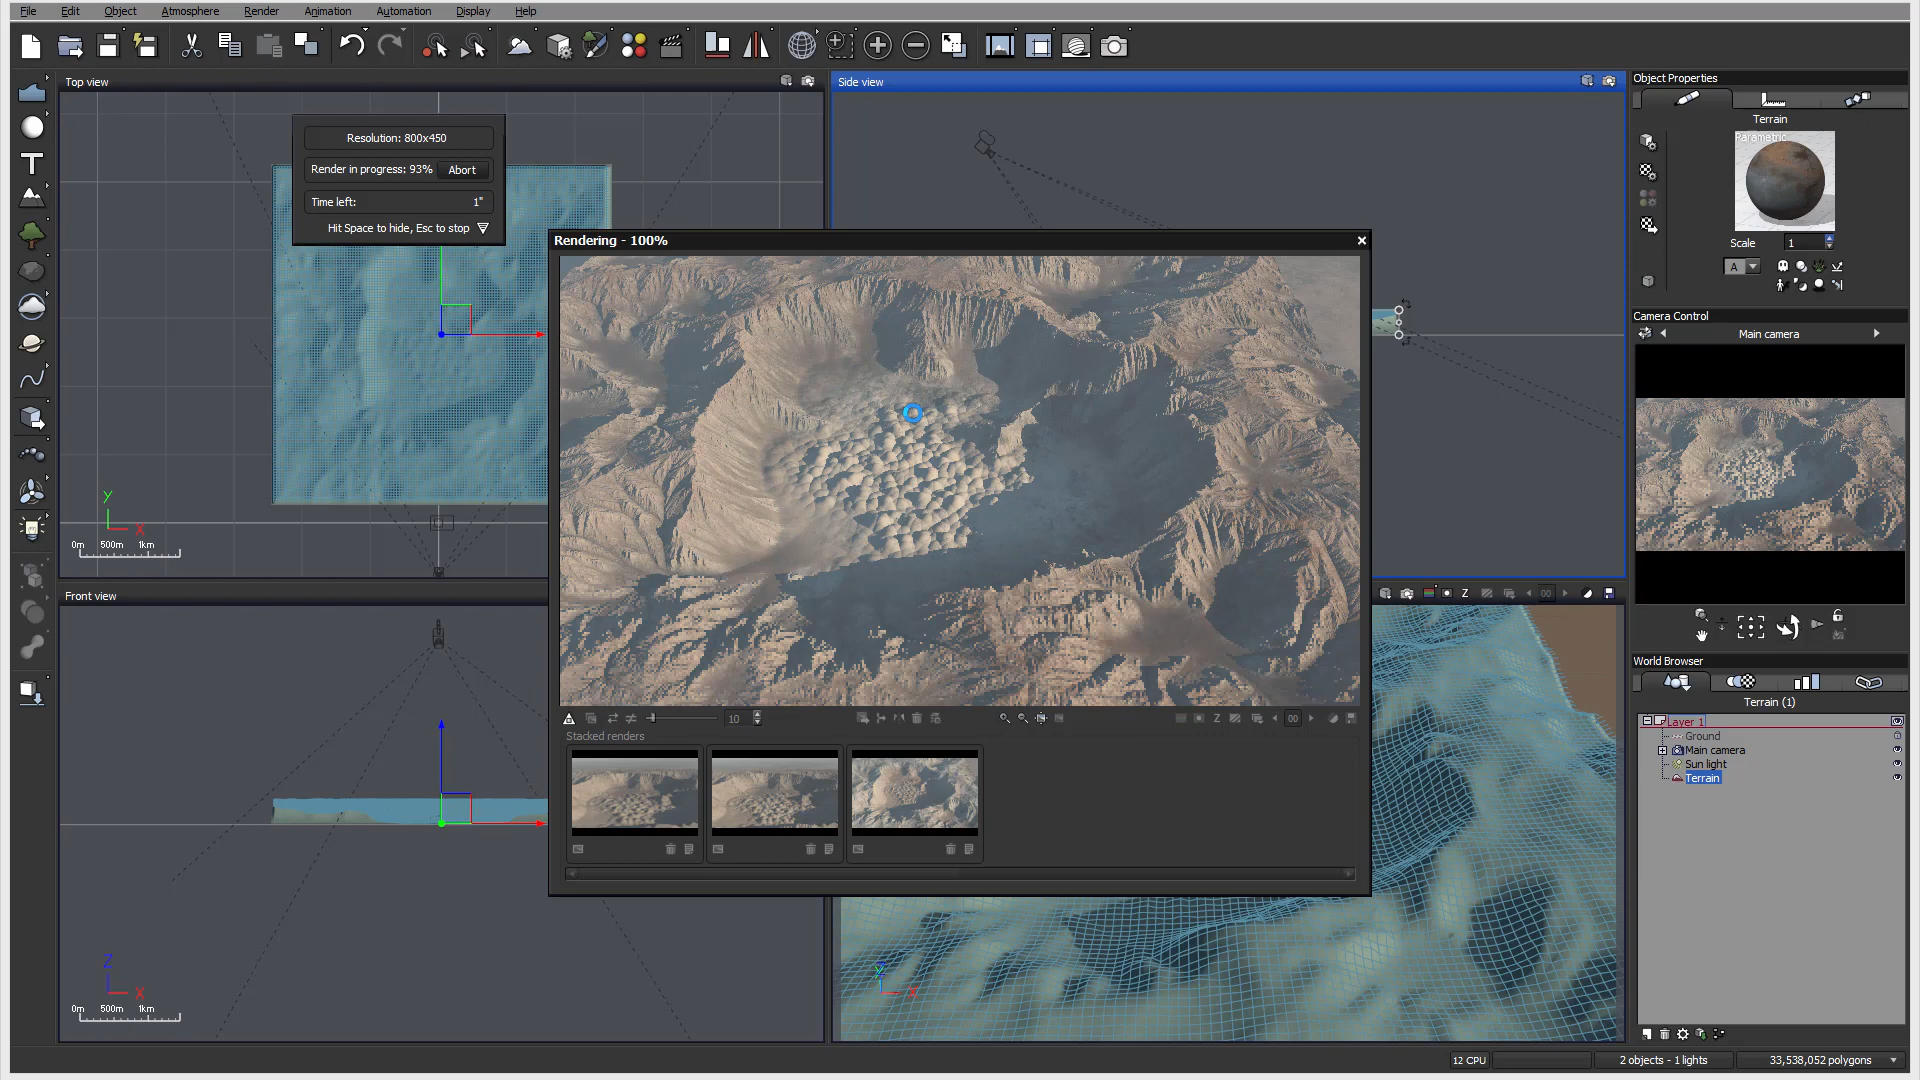 File Edit Object Atmosphere Render Animation Automation Display Help
Top view
Side view
Object Properties
Terrain
Parametric
Scale 1
A
Resolution: 800x450
Render in progress: 93% Abort
Time left: 1"
Hit Space to hide, Esc to stop
Rendering - 100%
Camera Control
Main camera
Y
X
0m 500m 1km
Front view
Z 00
10
Z 00
Stacked renders
World Browser
Terrain (1)
Layer 1
Ground
Main camera
Sun light
Terrain
Z
X
0m 500m 1km
Y
X
12 CPU
2 objects - 1 lights
33,538,052 polygons